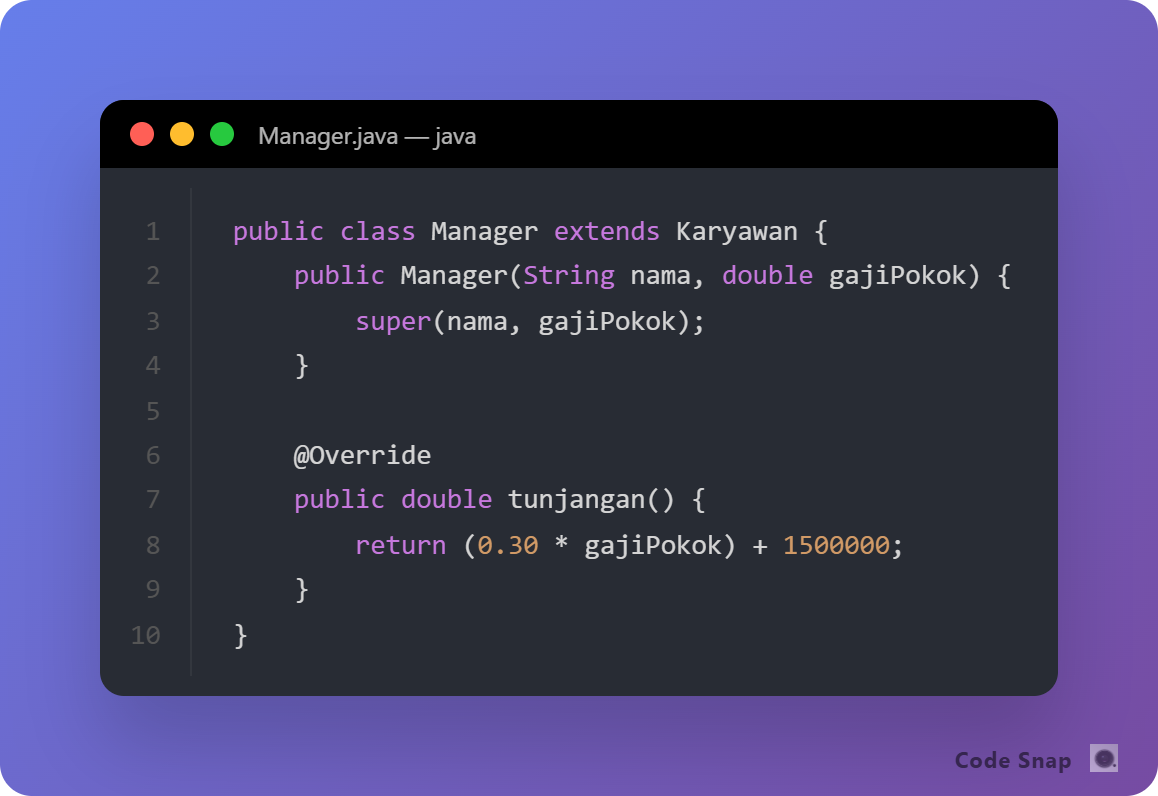 Manager.java — java
1 public class Manager extends Karyawan {
2     public Manager(String nama, double gajiPokok) {
3         super(nama, gajiPokok);
4     }
5
6     @Override
7     public double tunjangan() {
8         return (0.30 * gajiPokok) + 1500000;
9     }
10 }
Code Snap